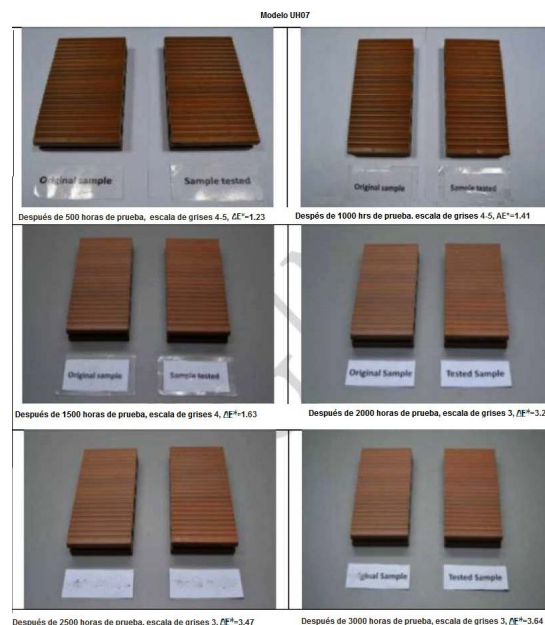 Modelo UH07
Original sample
Sample tested
Original sample
Sample tested
Después de 500 horas de prueba, escala de grises 4-5, ΔE*=1.23
Despés de 1000 hrs de prueba. escala de grises 4-5, AE*=1.41
Original sample
Sample tested
Original Sample
Tested Sample
Después de 1500 horas de prueba, escala de grises 4, ΔE*=1.63
Después de 2000 horas de prueba, escala de grises 3, ΔE*=3.2
Original Sample
Tested Sample
Después de 2500 horas de prueba, escala de grises 3, ΔE*=3.47
Después de 3000 horas de prueba, escala de grises 3, ΔE*=3.64